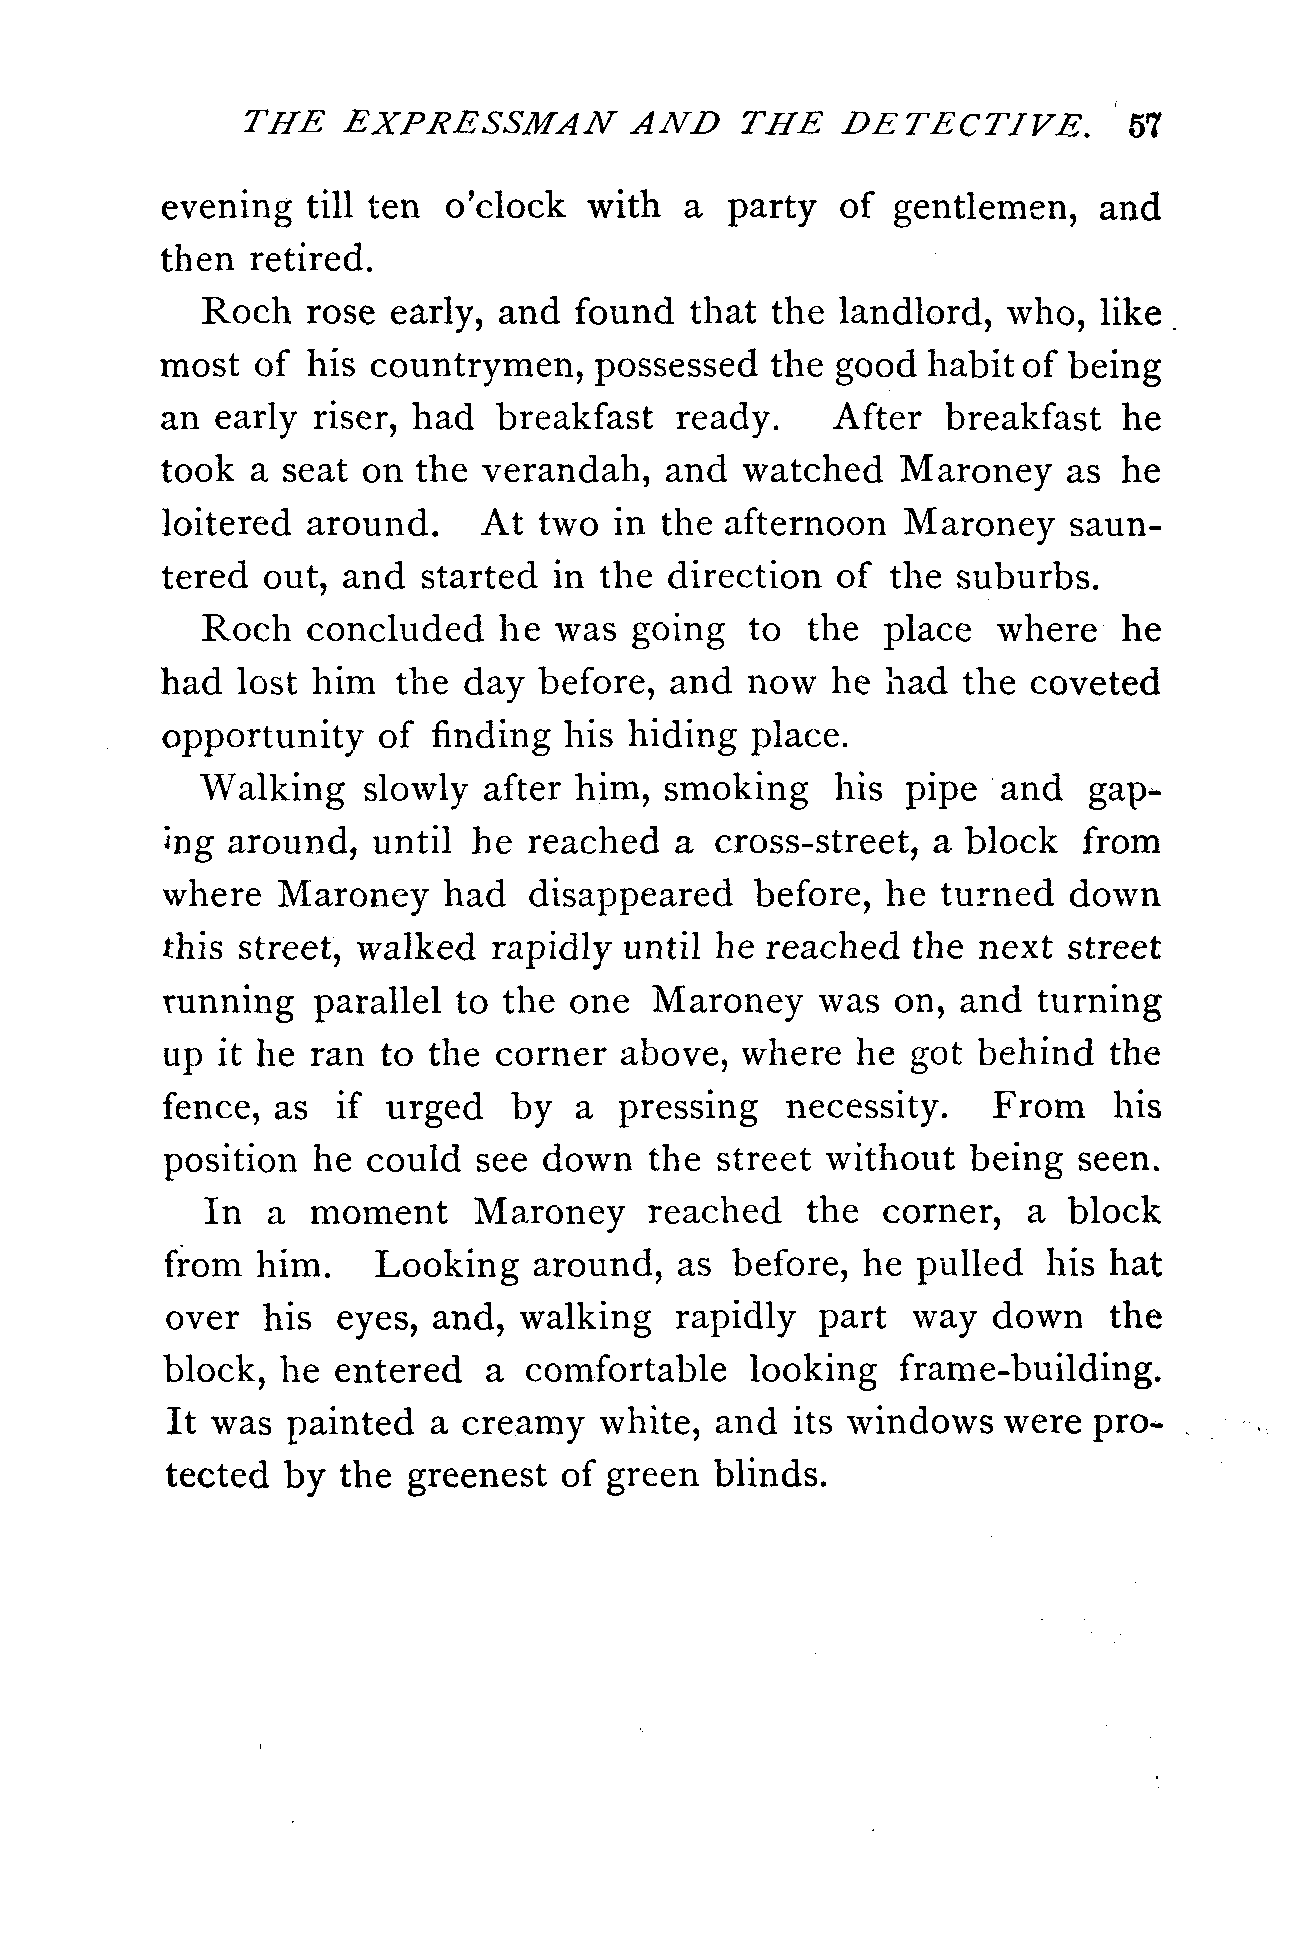 THE EXPRESSMAN AND THE DETECTIVE. 57
evening till ten o'clock with a party of gentlemen, and
then retired.
Roch rose early, and found that the landlord, who, like
most of his countrymen, possessed the good habit of being
an early riser, had breakfast ready. After breakfast he
took a seat on the verandah, and watched Maroney as he
loitered around. At two in the afternoon Maroney saun-
tered out, and started in the direction of the suburbs.
Roch concluded he was going to the place where he
had lost him the day before, and now he had the coveted
opportunity of finding his hiding place.
Walking slowly after him, smoking his pipe and gap-
ing around, until he reached a cross-street, a block from
where Maroney had disappeared before, he turned down
this street, walked rapidly until he reached the next street
running parallel to the one Maroney was on, and turning
up it he ran to the corner above, where he got behind the
fence, as if urged by a pressing necessity. From his
position he could see down the street without being seen.
In a moment Maroney reached the corner, a block
from him. Looking around, as before, he pulled his hat
over his eyes, and, walking rapidly part way down the
block, he entered a comfortable looking frame-building.
It was painted a creamy white, and its windows were pro-
tected by the greenest of green blinds.